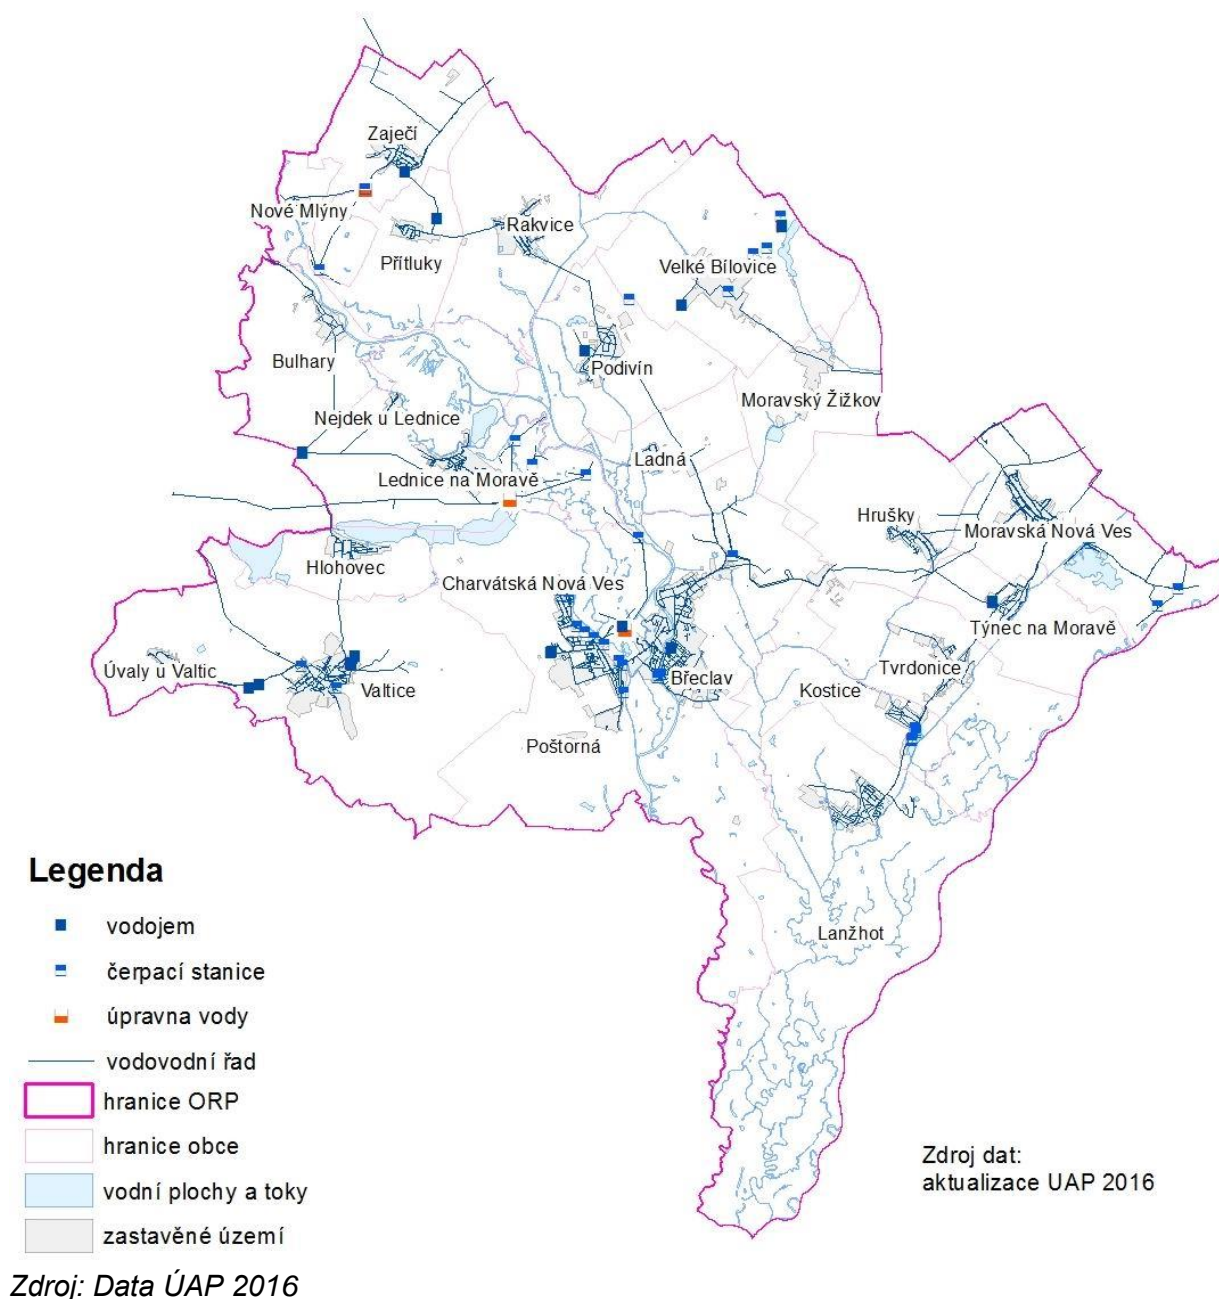 Zaječí
Nové Mlýny
Rakvice
Přítluky
Velké Bílovice
Bulhary
Podivín
Nejdek u Lednice
Moravský Žižkov
Lednice na Moravě
Ladná
Hrušky
Moravská Nová Ves
Hlohovec
Charvátská Nová Ves
Týnec na Moravě
Úvaly u Valtic
Valtice
Břeclav
Tvrdonice
Kostice
Poštorná
Lanžhot
Legenda
vodojem
čerpací stanice
úpravna vody
vodovodní řad
hranice ORP
hranice obce
vodní plochy a toky
zastavěné území
Zdroj dat:
aktualizace UAP 2016
Zdroj: Data ÚAP 2016